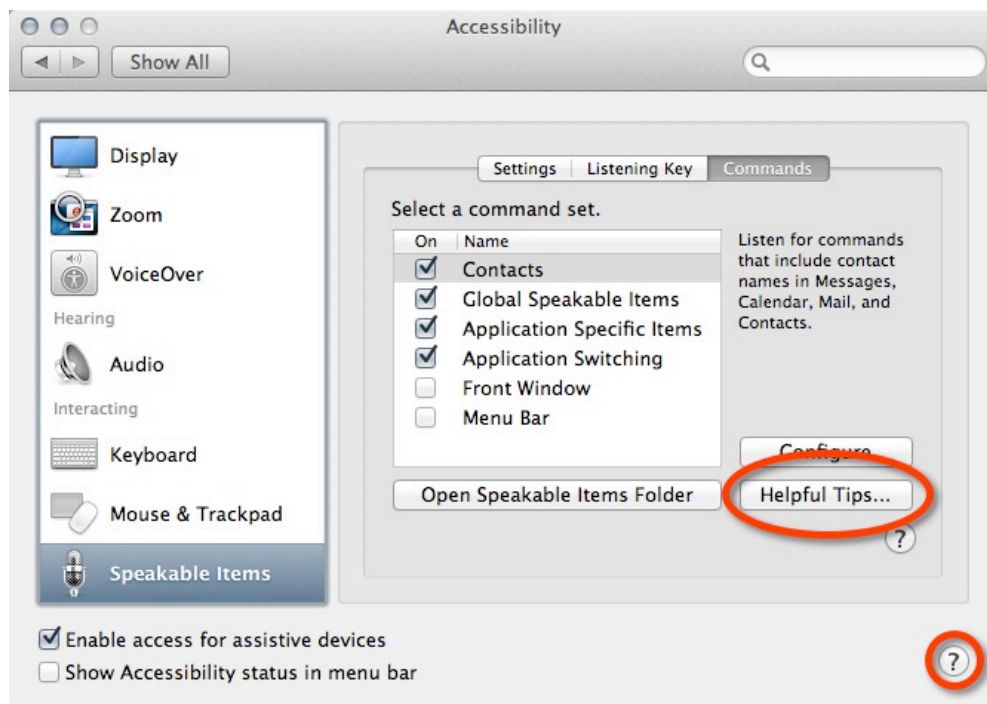 Accessibility
Show All
Display
Zoom
VoiceOver
Hearing
Audio
Interacting
Keyboard
Mouse & Trackpad
Speakable Items
Settings
Listening Key
Commands
Select a command set.
On Name
Contacts
Global Speakable Items
Application Specific Items
Application Switching
Front Window
Menu Bar
Listen for commands
that include contact
names in Messages,
Calendar, Mail, and
Contacts.
Configure
Open Speakable Items Folder
Helpful Tips...
?
Enable access for assistive devices
Show Accessibility status in menu bar
?